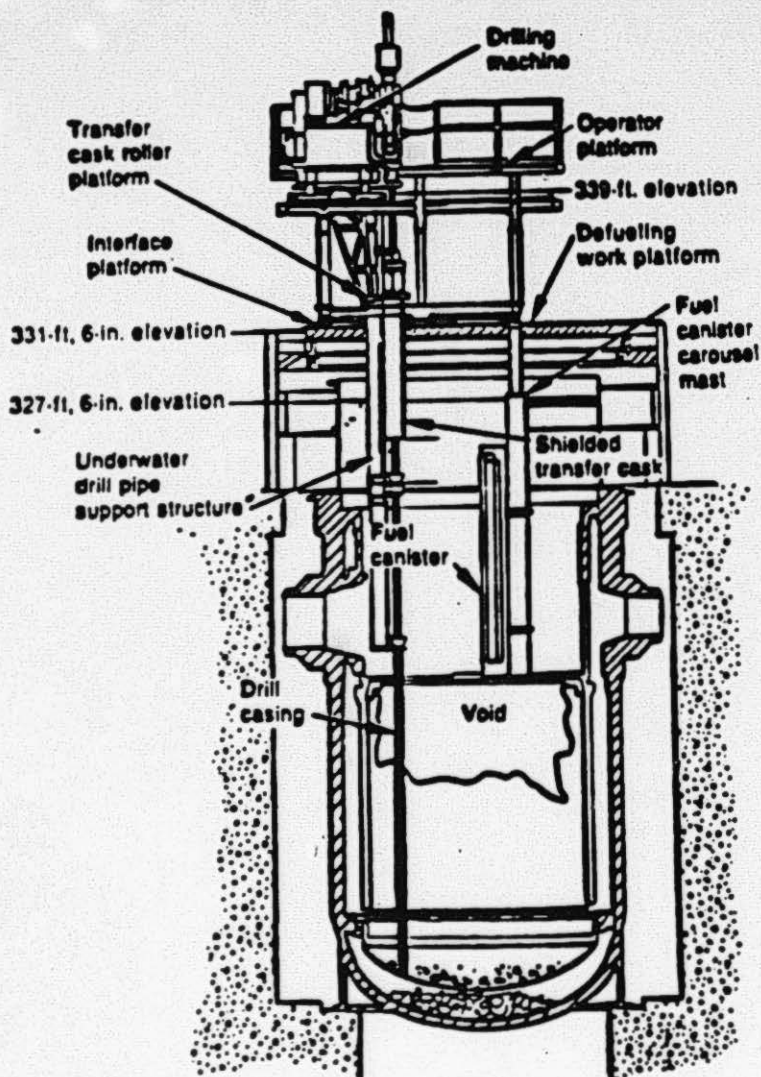 Drilling
machine
Transfer
cask roller
platform
Operator
platform
339-ft. elevation
Interface
platform
Defueling
work platform
331-ft, 6-in. elevation
Fuel
canister
carousel
mast
327-ft, 6-in. elevation
Shielded
transfer cask
Underwater
drill pipe
support structure
Fuel
canister
Drill
casing
Void